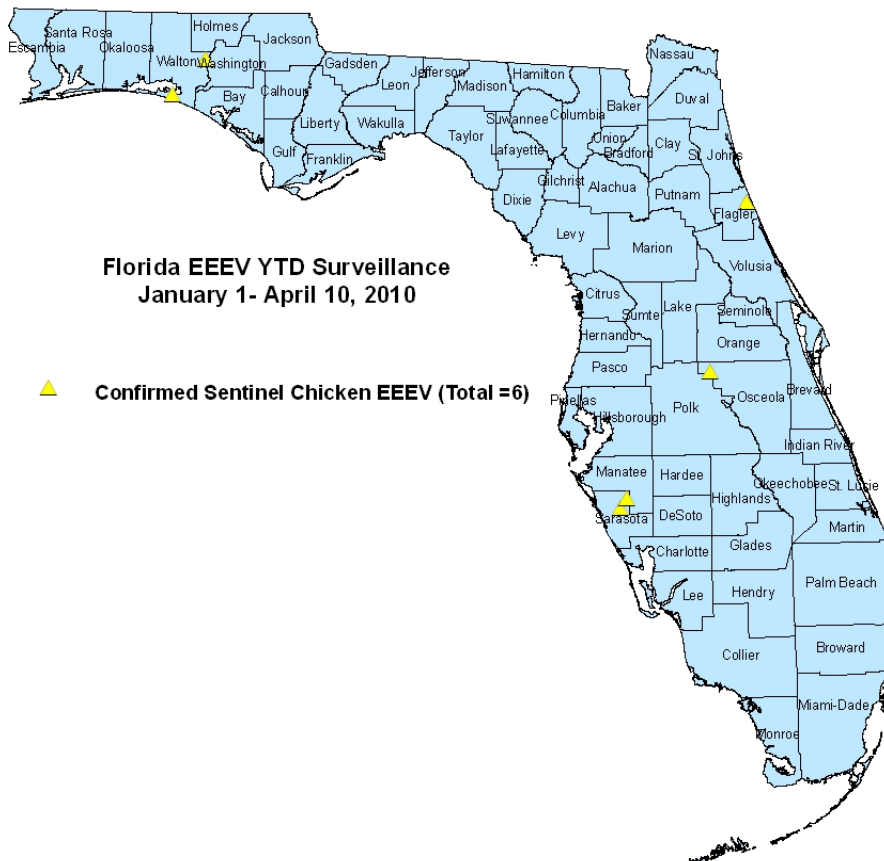 Holmes
Jackson
Santa Rosa
Escambia
Okaloosa
Walton
Washington
Gadsden
Leon
Jefferson
Madison
Hamilton
Nassau
Bay
Calhoun
Liberty
Wakulla
Suwannee
Columbia
Baker
Duval
Taylor
Lafayette
Union
Bradford
Clay
St. Johns
Gulf
Franklin
Dixie
Gilchrist
Alachua
Putnam
Flagler
Levy
Marion
Volusia
Florida EEEV YTD Surveillance
January 1- April 10, 2010
Citrus
Sumter
Lake
Seminole
Hernando
Orange
Pasco
Confirmed Sentinel Chicken EEEV (Total =6)
Pinellas
Hillsborough
Polk
Osceola
Brevard
Indian River
Manatee
Hardee
Highlands
Okeechobee
St. Lucie
Sarasota
DeSoto
Martin
Charlotte
Glades
Lee
Hendry
Palm Beach
Collier
Broward
Miami-Dade
Monroe